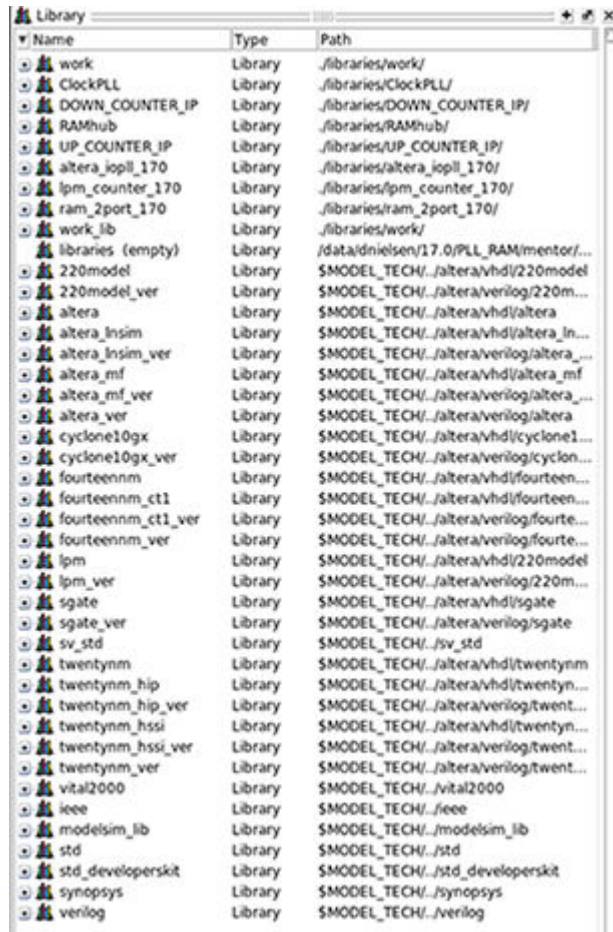 Library
Name Type Path
work Library ./libraries/work/
ClockPLL Library ./libraries/ClockPLL/
DOWN_COUNTER_IP Library ./libraries/DOWN_COUNTER_IP/
RAMhub Library ./libraries/RAMhub/
UP_COUNTER_IP Library ./libraries/UP_COUNTER_IP/
altera_iopll_170 Library ./libraries/altera_iopll_170/
lpm_counter_170 Library ./libraries/lpm_counter_170/
ram_2port_170 Library ./libraries/ram_2port_170/
work_lib Library ./libraries/work/
libraries (empty) /data/dnielsen/17.0/PLL_RAM/mentor/...
220model Library $MODEL_TECH/../altera/vhdl/220model
220model_ver Library $MODEL_TECH/../altera/verilog/220m...
altera Library $MODEL_TECH/../altera/vhdl/altera
altera_lnsim Library $MODEL_TECH/../altera/vhdl/altera_ln...
altera_lnsim_ver Library $MODEL_TECH/../altera/verilog/altera_...
altera_mf Library $MODEL_TECH/../altera/vhdl/altera_mf
altera_mf_ver Library $MODEL_TECH/../altera/verilog/altera_...
altera_ver Library $MODEL_TECH/../altera/verilog/altera
cyclone10gx Library $MODEL_TECH/../altera/vhdl/cyclone1...
cyclone10gx_ver Library $MODEL_TECH/../altera/verilog/cyclon...
fourteennm Library $MODEL_TECH/../altera/vhdl/fourteen...
fourteennm_ct1 Library $MODEL_TECH/../altera/vhdl/fourteen...
fourteennm_ct1_ver Library $MODEL_TECH/../altera/verilog/fourte...
fourteennm_ver Library $MODEL_TECH/../altera/verilog/fourte...
lpm Library $MODEL_TECH/../altera/vhdl/220model
lpm_ver Library $MODEL_TECH/../altera/verilog/220m...
sgate Library $MODEL_TECH/../altera/vhdl/sgate
sgate_ver Library $MODEL_TECH/../altera/verilog/sgate
sv_std Library $MODEL_TECH/../sv_std
twentynm Library $MODEL_TECH/../altera/vhdl/twentynm
twentynm_hip Library $MODEL_TECH/../altera/vhdl/twentyn...
twentynm_hip_ver Library $MODEL_TECH/../altera/verilog/twent...
twentynm_hssi Library $MODEL_TECH/../altera/vhdl/twentyn...
twentynm_hssi_ver Library $MODEL_TECH/../altera/verilog/twent...
twentynm_ver Library $MODEL_TECH/../altera/verilog/twent...
vital2000 Library $MODEL_TECH/../vital2000
ieee Library $MODEL_TECH/../ieee
modelsim_lib Library $MODEL_TECH/../modelsim_lib
std Library $MODEL_TECH/../std
std_developerskit Library $MODEL_TECH/../std_developerskit
synopsys Library $MODEL_TECH/../synopsys
verilog Library $MODEL_TECH/../verilog